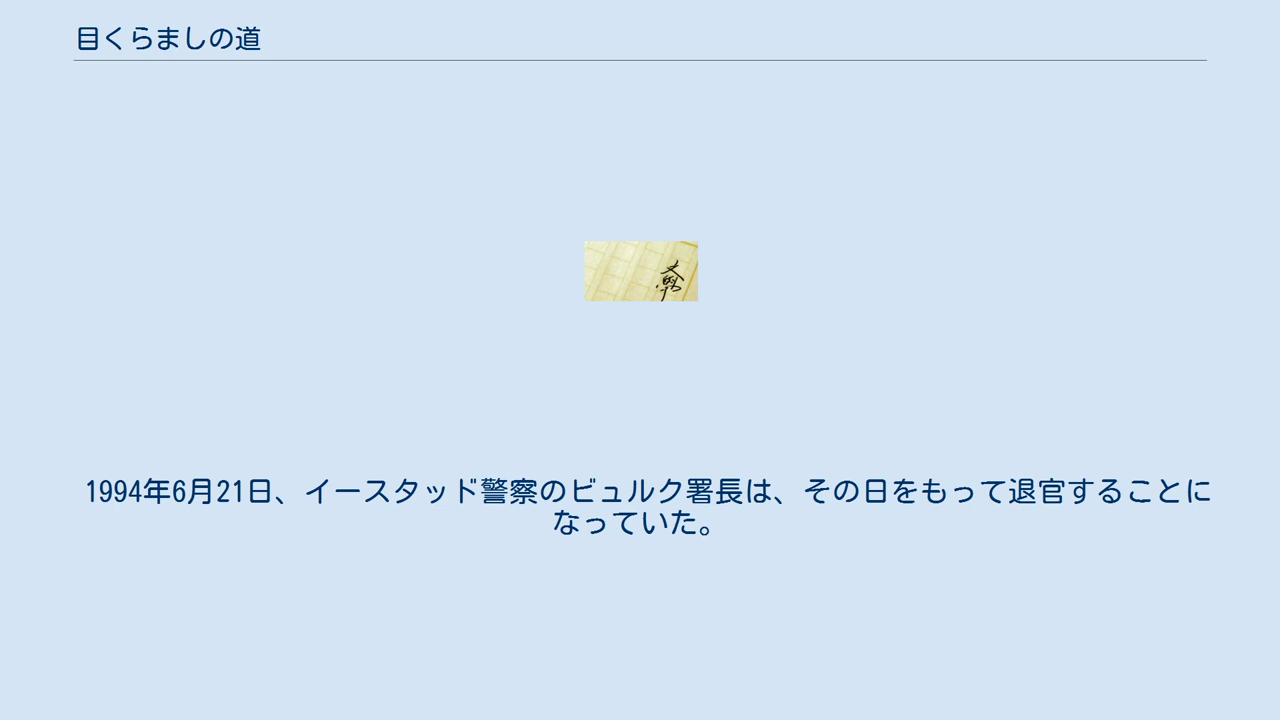 目くらましの道
1994年6月21日、イースタッド警察のビュルク署長は、その日をもって退官することに
なっていた。